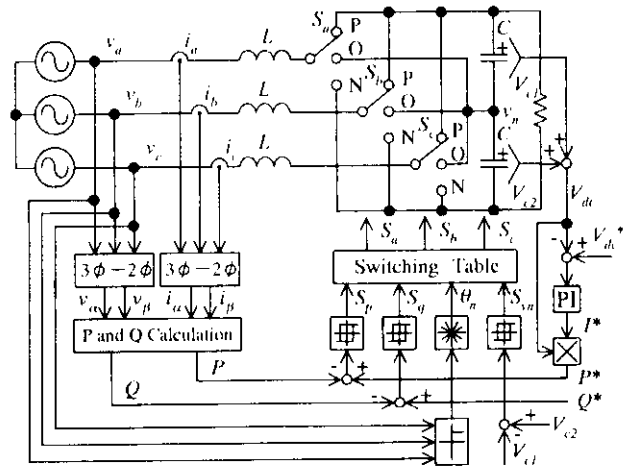 S_a P C
v_a i_a L O
N S_b P V_c1
v_b i_b L O v_n
N S_c P C
v_c i_c L O
N V_c2 V_dc
S_a S_b S_c
3ϕ−2ϕ 3ϕ−2ϕ Switching Table - + V_dc*
v_α v_β i_α i_β S_p S_q θ_n S_vn PI
P and Q Calculation I*
P - + P*
Q - + Q*
+ V_c2
- V_c1